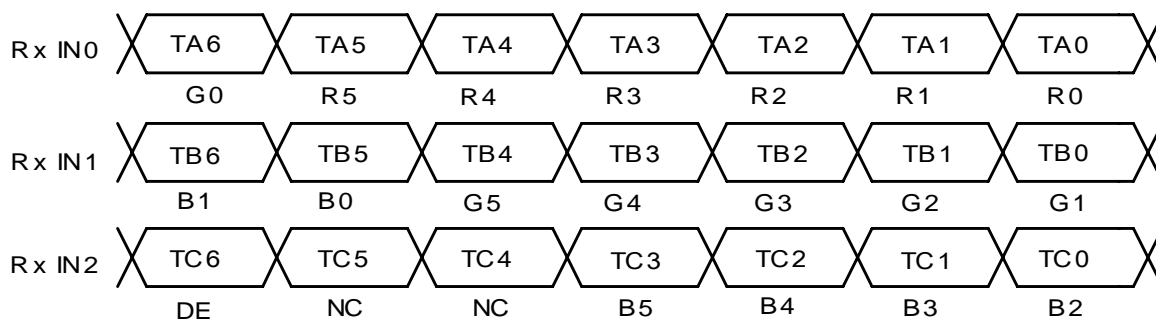 Rx IN0 TA6 TA5 TA4 TA3 TA2 TA1 TA0
G0 R5 R4 R3 R2 R1 R0
Rx IN1 TB6 TB5 TB4 TB3 TB2 TB1 TB0
B1 B0 G5 G4 G3 G2 G1
Rx IN2 TC6 TC5 TC4 TC3 TC2 TC1 TC0
DE NC NC B5 B4 B3 B2